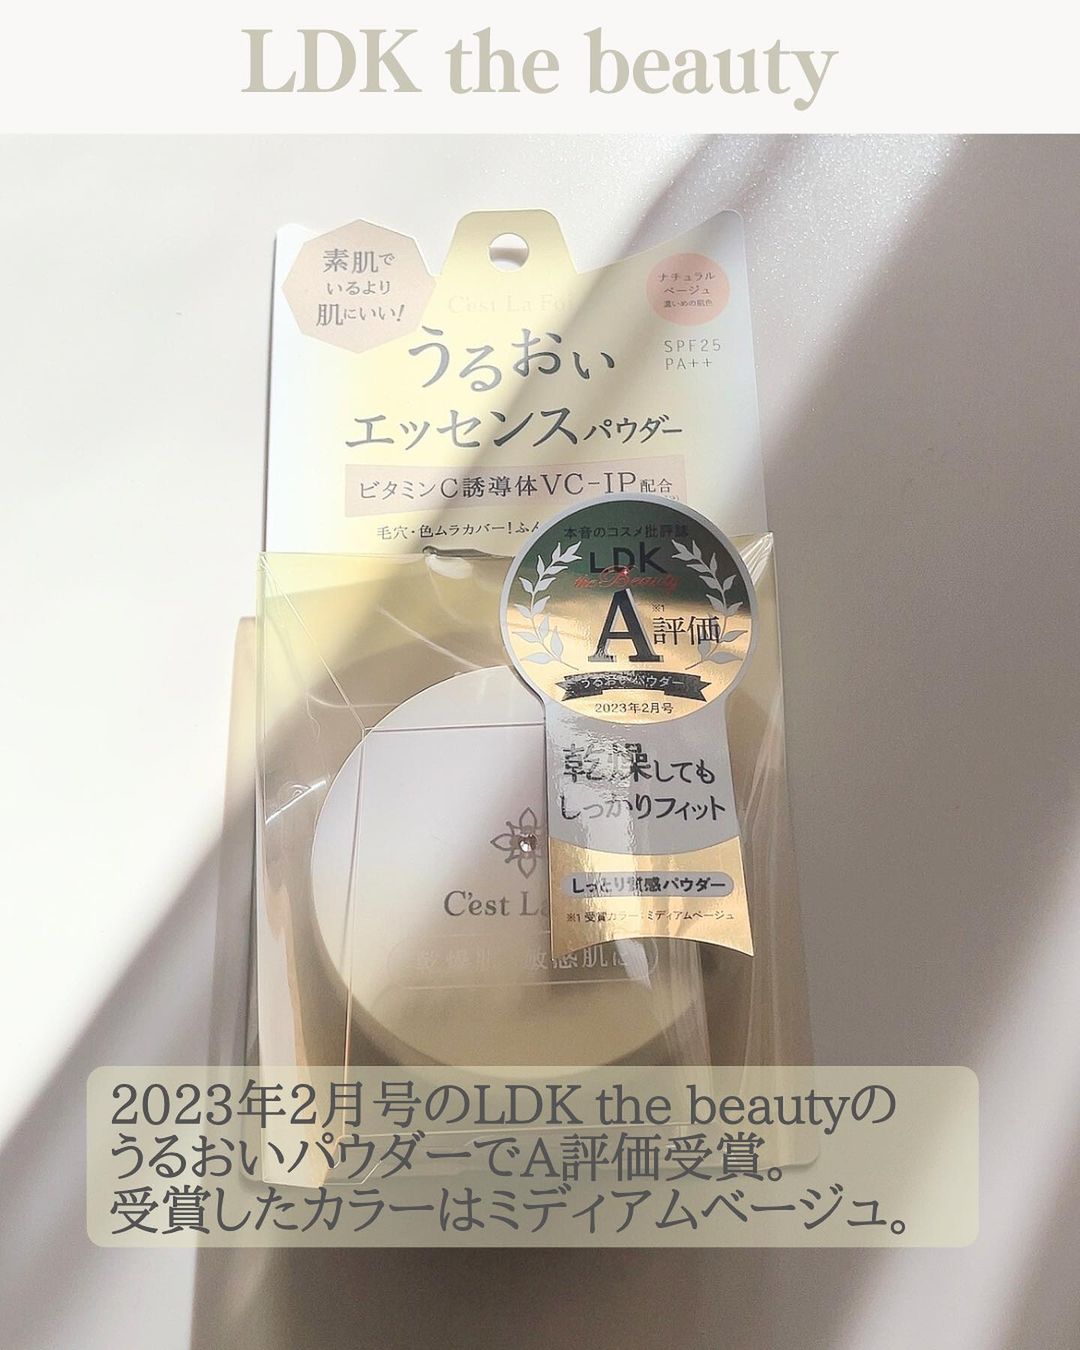 LDK the beauty
素肌で
いるより
肌にいい!
C'est La
ナチュラル
ベージュ
濃いめの肌色
SPF25
PA++
うるおい
エッセンスパウダー
ビタミンC誘導体VC-IP配合
毛穴・色ムラカバー!
本音のコスメ批評誌
LDK
the Beauty
※1
A評価
うるおいパウダー
2023年2月号
乾燥しても
しっかりフィット
しっとり質感パウダー
※1 受賞カラー:ミディアムベージュ
C'est La
敏感肌に
2023年2月号のLDK the beautyの
うるおいパウダーでA評価受賞。
受賞したカラーはミディアムベージュ。